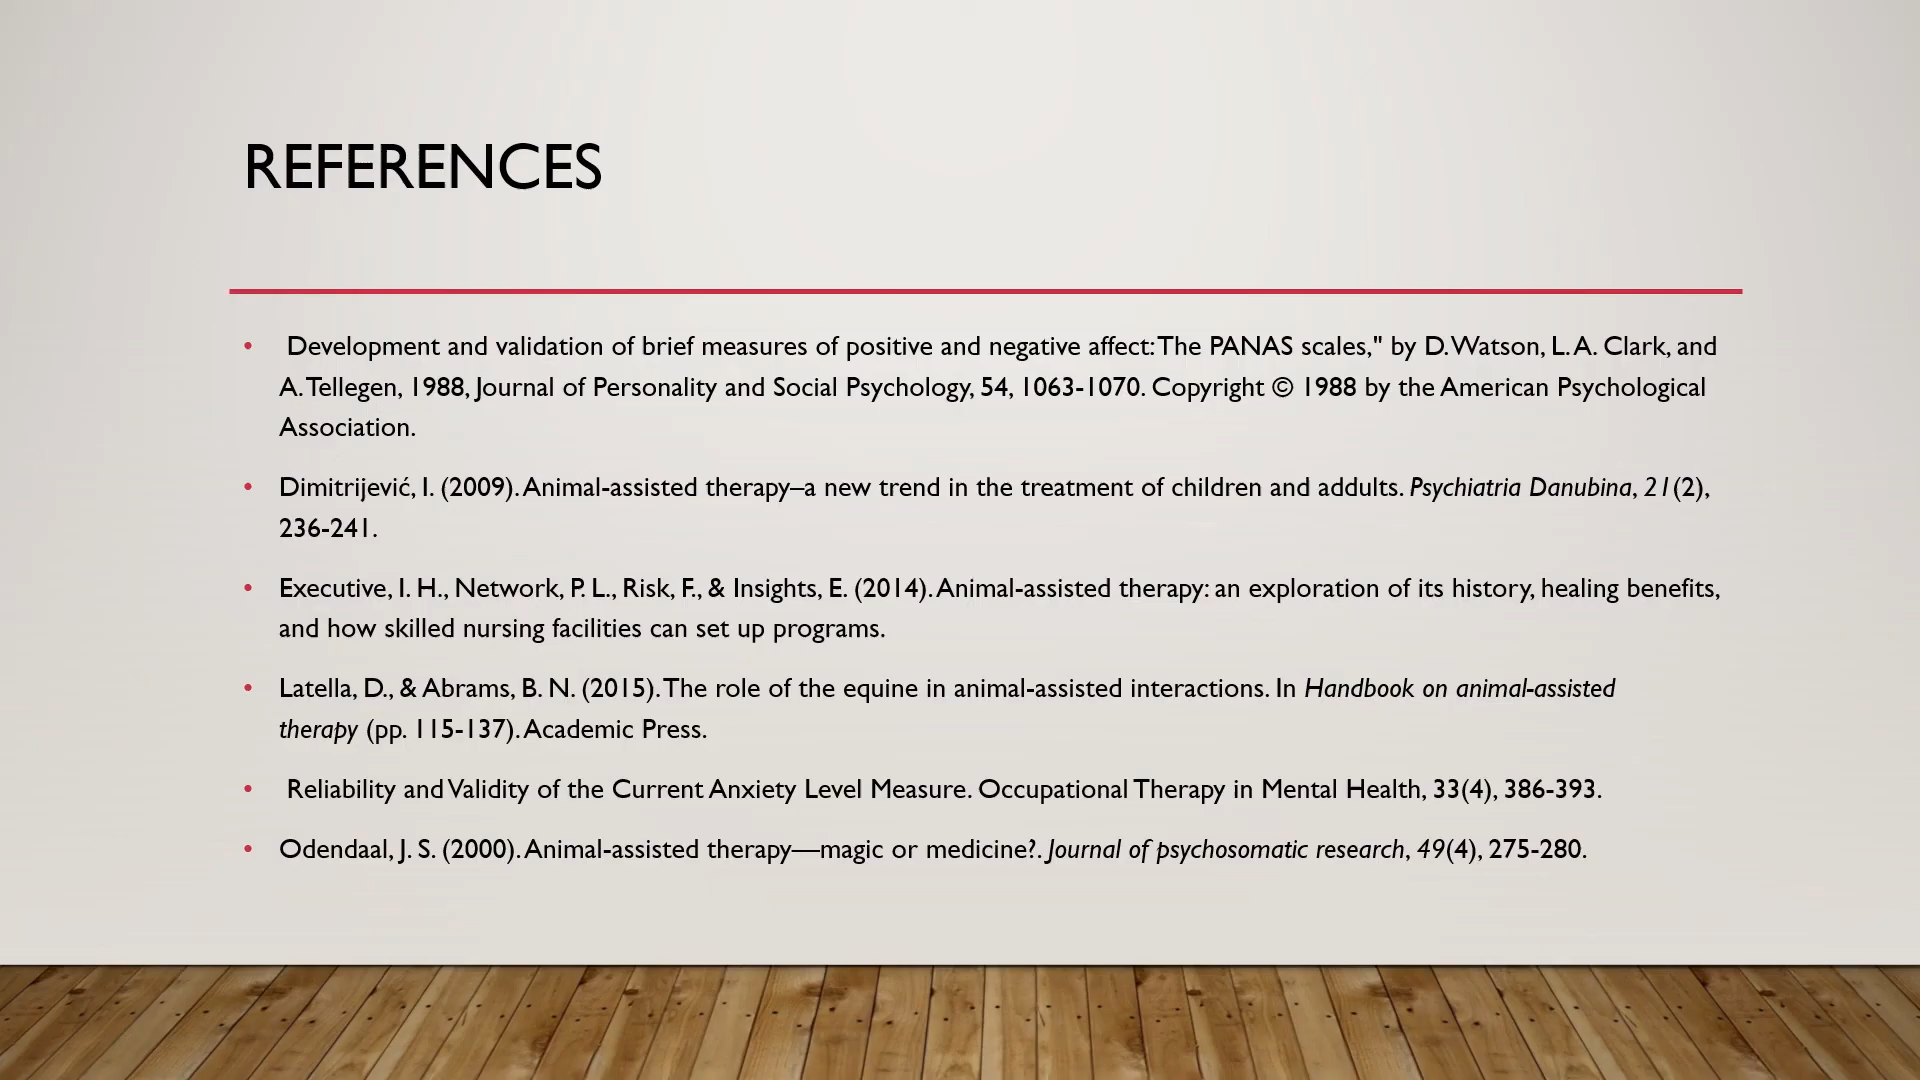 REFERENCES
• Development and validation of brief measures of positive and negative affect: The PANAS scales," by D. Watson, L. A. Clark, and
A. Tellegen, 1988, Journal of Personality and Social Psychology, 54, 1063-1070. Copyright © 1988 by the American Psychological
Association.
• Dimitrijević, I. (2009). Animal-assisted therapy–a new trend in the treatment of children and addults. Psychiatria Danubina, 21(2),
236-241.
• Executive, I. H., Network, P. L., Risk, F., & Insights, E. (2014). Animal-assisted therapy: an exploration of its history, healing benefits,
and how skilled nursing facilities can set up programs.
• Latella, D., & Abrams, B. N. (2015). The role of the equine in animal-assisted interactions. In Handbook on animal-assisted
therapy (pp. 115-137). Academic Press.
• Reliability and Validity of the Current Anxiety Level Measure. Occupational Therapy in Mental Health, 33(4), 386-393.
• Odendaal, J. S. (2000). Animal-assisted therapy—magic or medicine?. Journal of psychosomatic research, 49(4), 275-280.